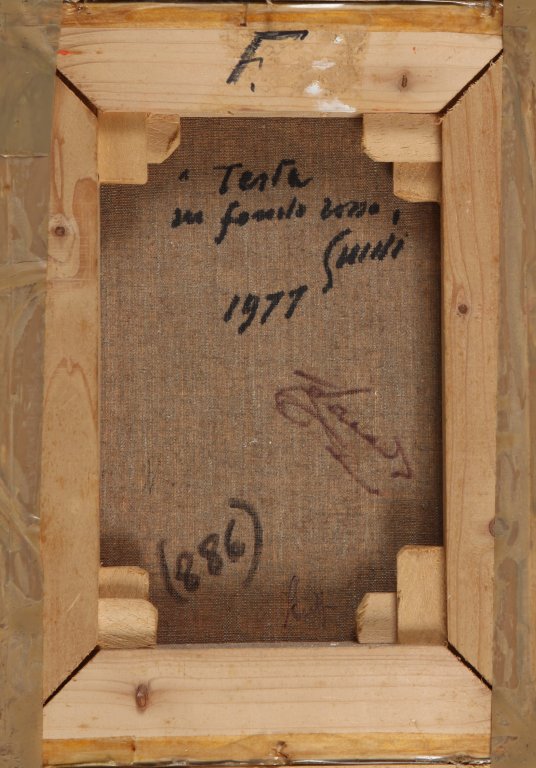 F.
" Testa
su fondo rosso "
Guidi
1977
(886)